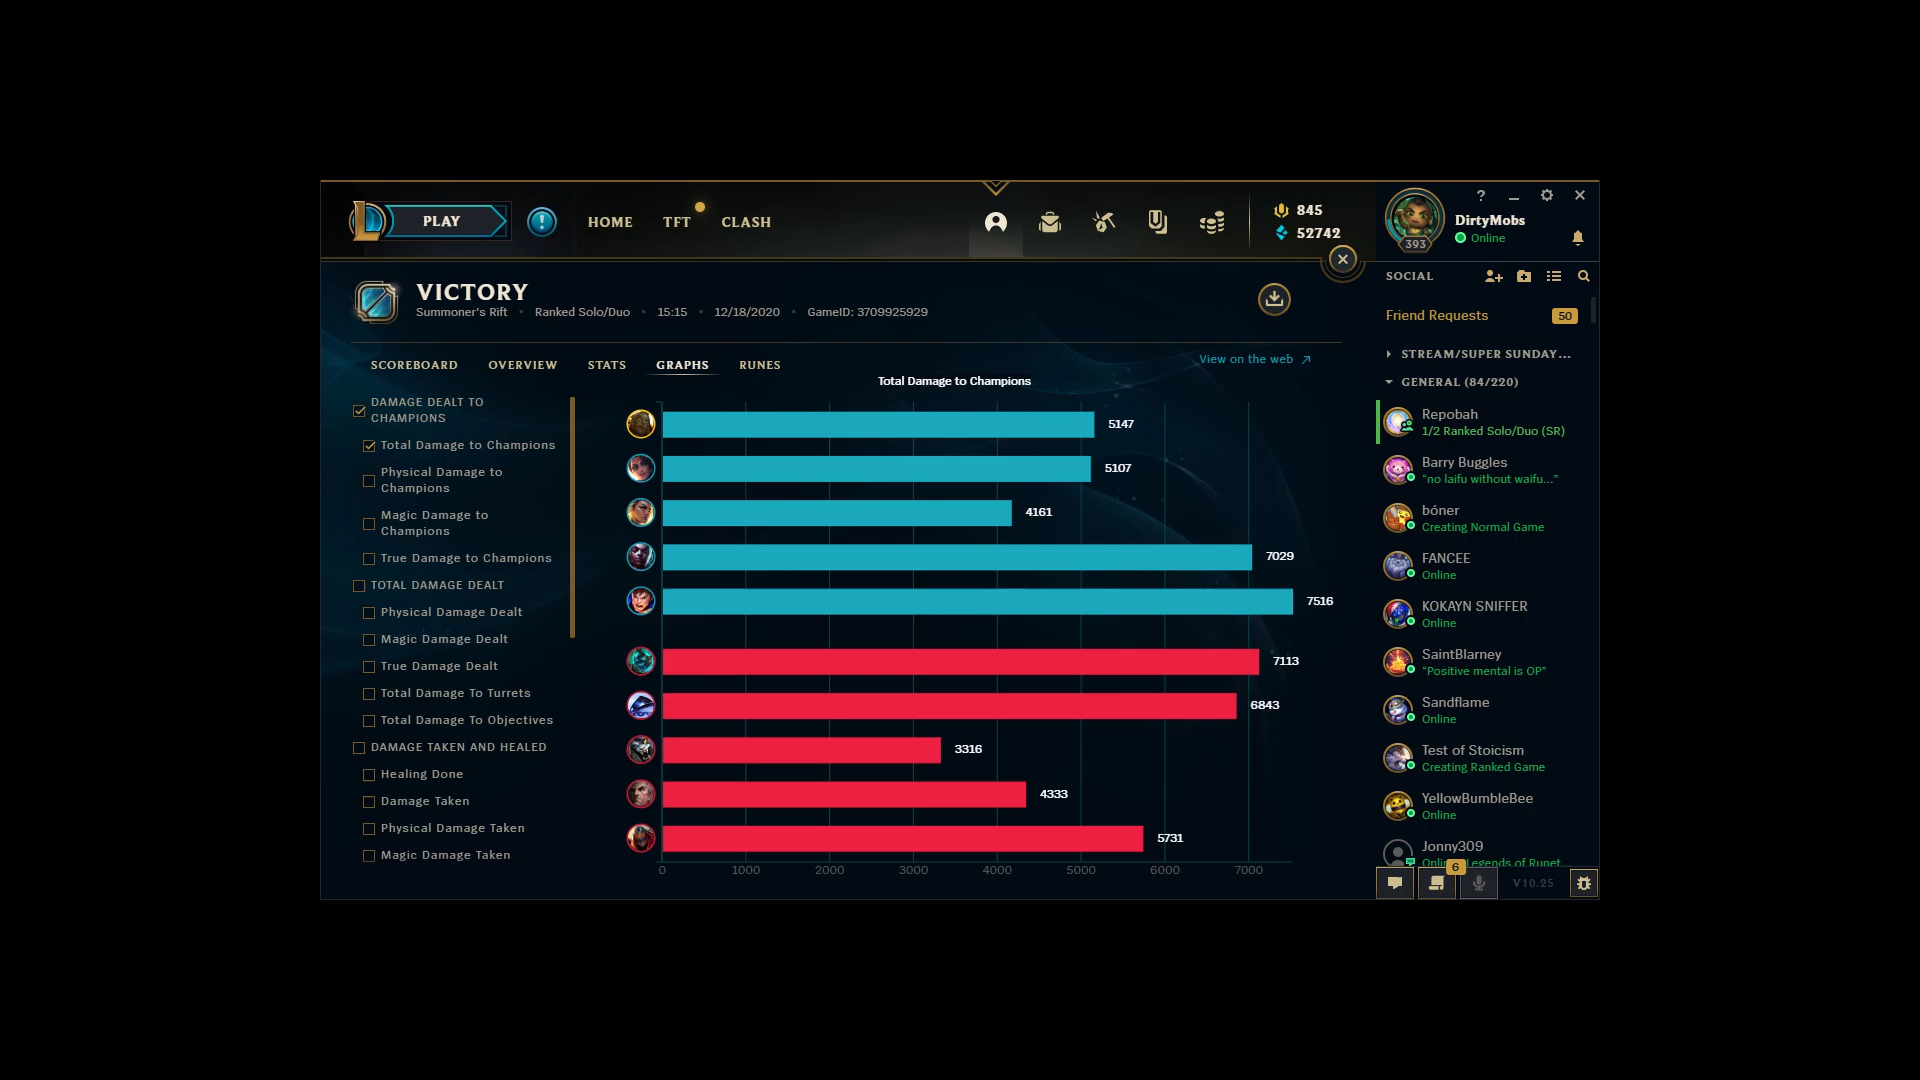 PLAY
HOME
TFT
CLASH
845
52742
393
DirtyMobs
Online
VICTORY
Summoner's Rift • Ranked Solo/Duo • 15:15 • 12/18/2020 • GameID: 3709925929
SCOREBOARD
OVERVIEW
STATS
GRAPHS
RUNES
View on the web
DAMAGE DEALT TO
CHAMPIONS
Total Damage to Champions
Physical Damage to
Champions
Magic Damage to
Champions
True Damage to Champions
TOTAL DAMAGE DEALT
Physical Damage Dealt
Magic Damage Dealt
True Damage Dealt
Total Damage To Turrets
Total Damage To Objectives
DAMAGE TAKEN AND HEALED
Healing Done
Damage Taken
Physical Damage Taken
Magic Damage Taken
Total Damage to Champions
5147
5107
4161
7029
7516
7113
6843
3316
4333
5731
0 1000 2000 3000 4000 5000 6000 7000
SOCIAL
Friend Requests
50
STREAM/SUPER SUNDAY...
GENERAL (84/220)
Repobah
1/2 Ranked Solo/Duo (SR)
Barry Buggles
“no laifu without waifu...”
bóner
Creating Normal Game
FANCEE
Online
KOKAYN SNIFFER
Online
SaintBlarney
“Positive mental is OP”
Sandflame
Online
Test of Stoicism
Creating Ranked Game
YellowBumbleBee
Online
Jonny309
Legends of Runet...
6
V10.25